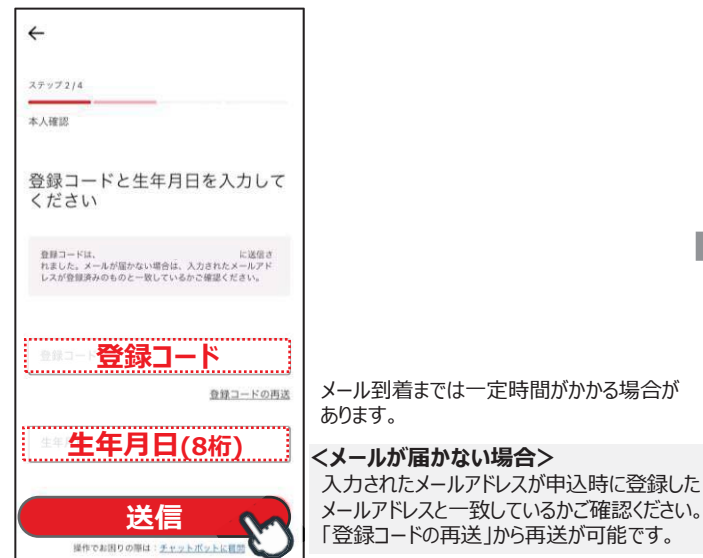 ステップ2/4
本人確認
登録コードと生年月日を入力して
ください
登録コードは、 に送信さ
れました。メールが届かない場合は、入力されたメールアド
レスが登録済みのものと一致しているかご確認ください。
登録コード
登録コードの再送
生年月日(8桁)
送信
操作でお困りの際は：チャットボットに質問
メール到着までは一定時間がかかる場合が
あります。
＜メールが届かない場合＞
入力されたメールアドレスが申込時に登録した
メールアドレスと一致しているかご確認ください。
「登録コードの再送」から再送が可能です。